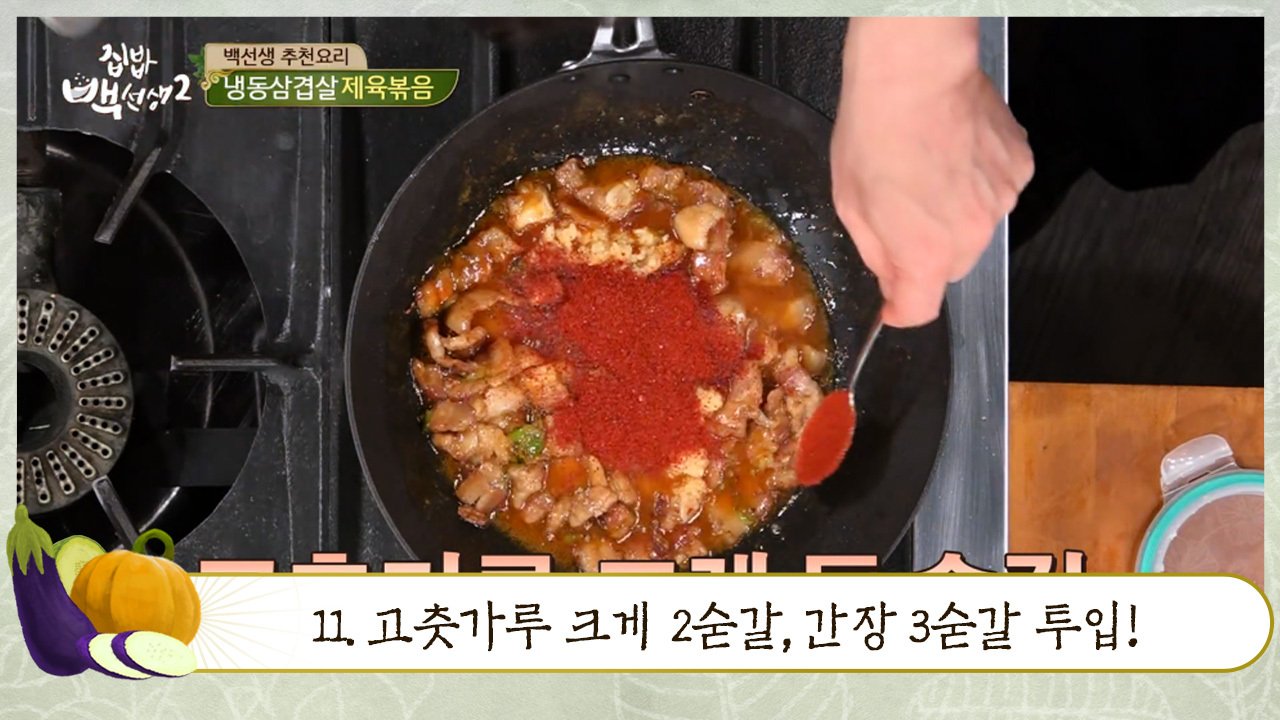 집밥
백선생2
백선생 추천요리
냉동삼겹살 제육볶음
11. 고춧가루 크게 2숟갈, 간장 3숟갈 투입!